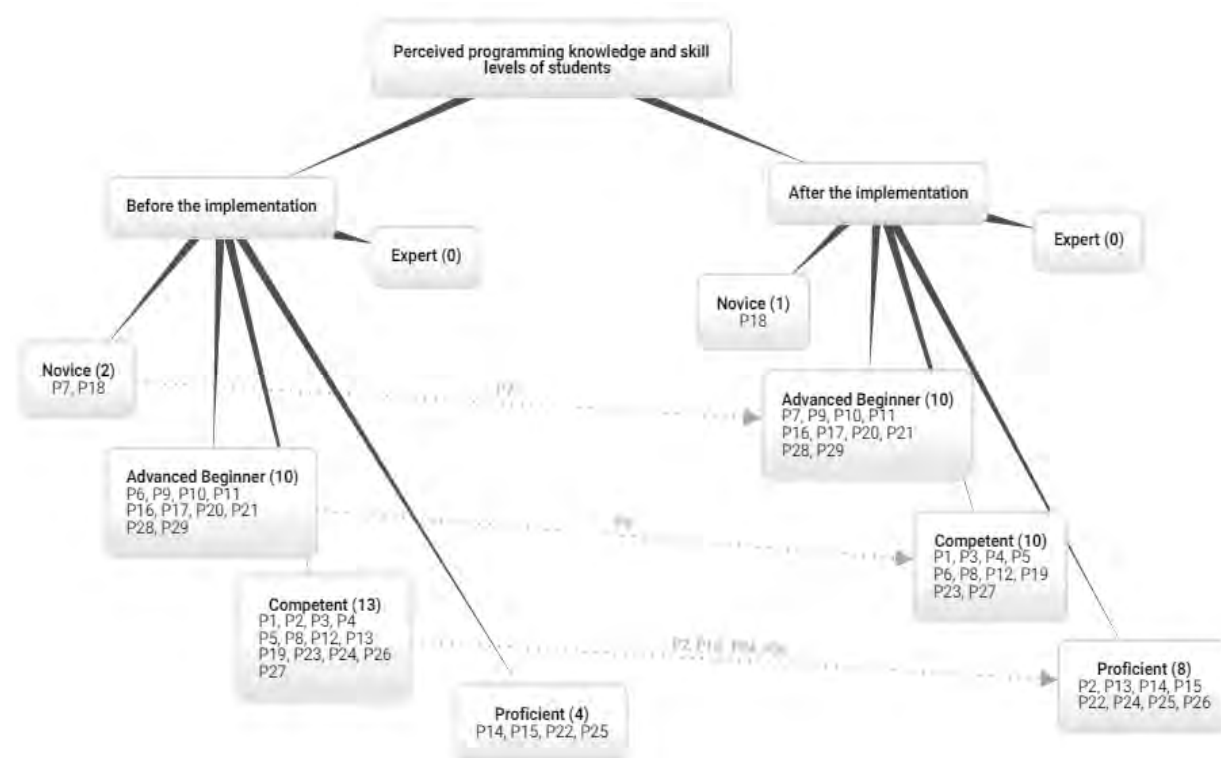 Perceived programming knowledge and skill
levels of students
Before the implementation
After the implementation
Expert (0)
Expert (0)
Novice (1)
P18
Novice (2)
P7, P18
P7
Advanced Beginner (10)
P7, P9, P10, P11
P16, P17, P20, P21
P28, P29
Advanced Beginner (10)
P6, P9, P10, P11
P16, P17, P20, P21
P28, P29
Competent (10)
P1, P3, P4, P5
P6, P8, P12, P19
P23, P27
Competent (13)
P1, P2, P3, P4
P5, P8, P12, P13
P19, P23, P24, P26
P27
P2,
Proficient (8)
P2, P13, P14, P15
P22, P24, P25, P26
Proficient (4)
P14, P15, P22, P25